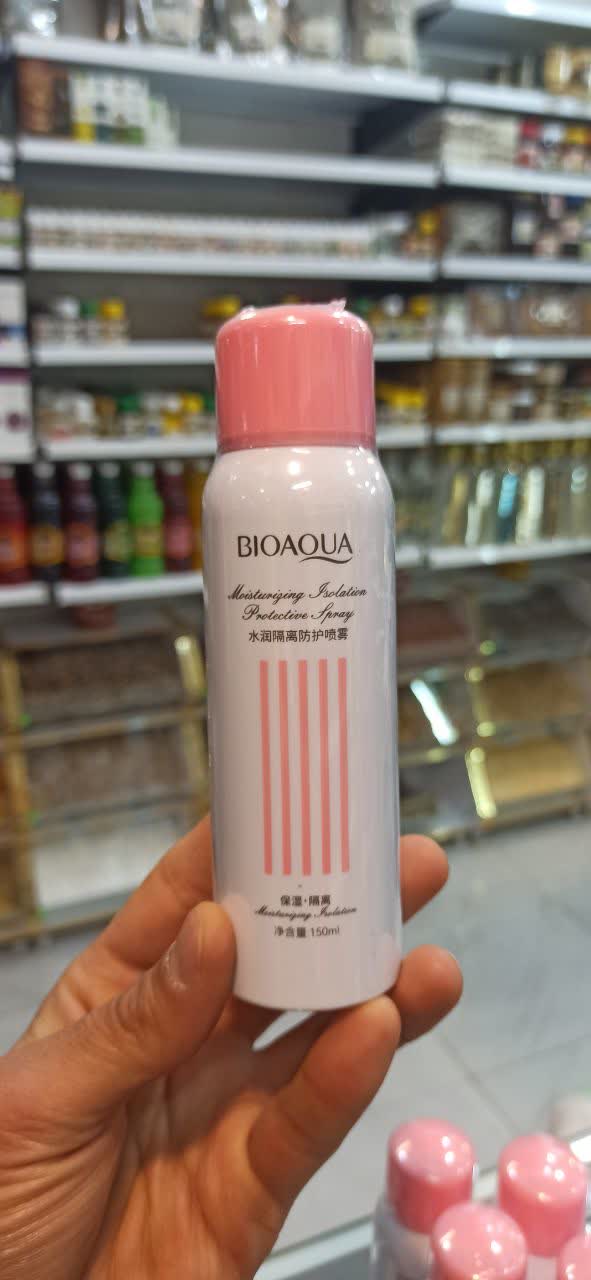 BIOAQUA
Moisturizing Isolation
Protective Spray
水润隔离防护喷雾
保湿·隔离
Moisturizing Isolation
净含量 150ml